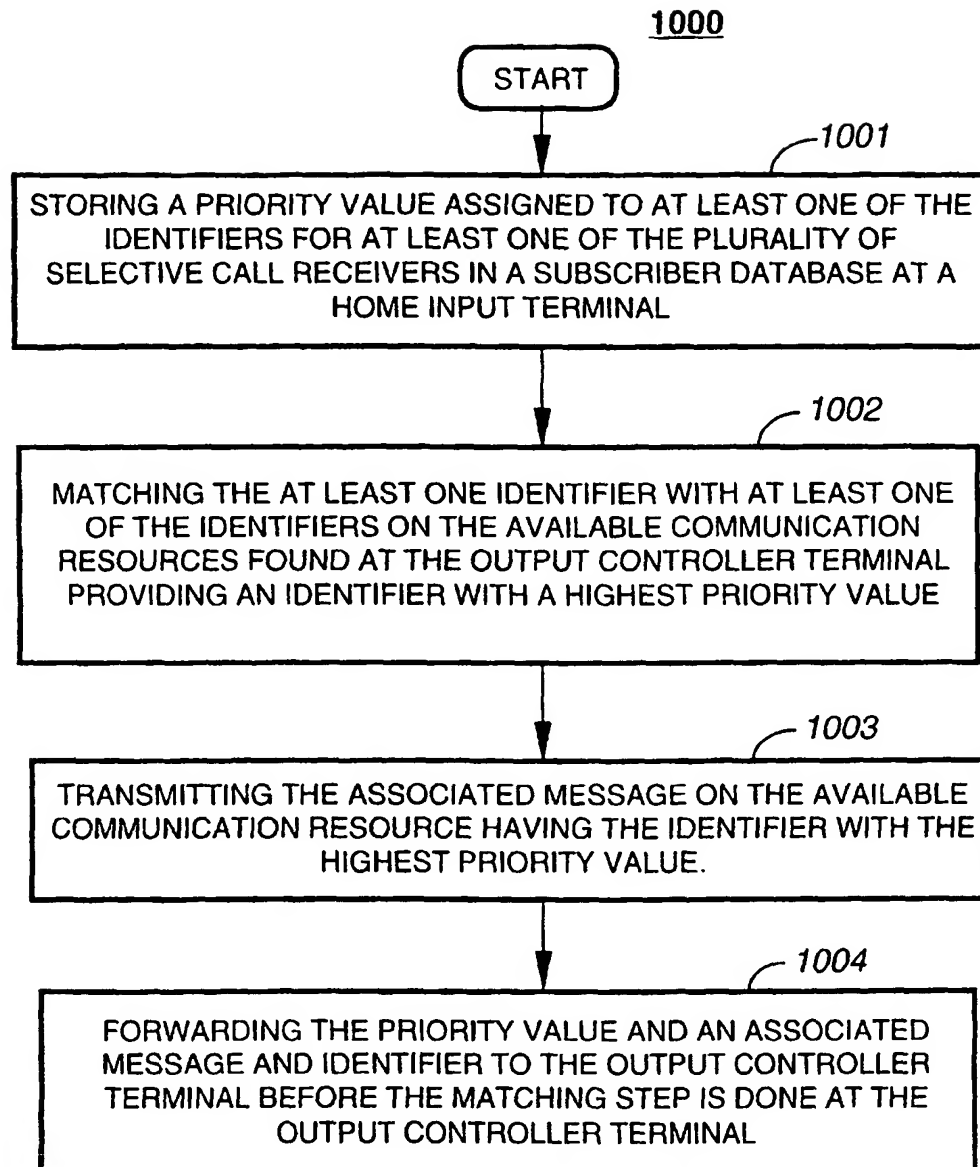 1000
START
1001
STORING A PRIORITY VALUE ASSIGNED TO AT LEAST ONE OF THE
IDENTIFIERS FOR AT LEAST ONE OF THE PLURALITY OF
SELECTIVE CALL RECEIVERS IN A SUBSCRIBER DATABASE AT A
HOME INPUT TERMINAL
1002
MATCHING THE AT LEAST ONE IDENTIFIER WITH AT LEAST ONE
OF THE IDENTIFIERS ON THE AVAILABLE COMMUNICATION
RESOURCES FOUND AT THE OUTPUT CONTROLLER TERMINAL
PROVIDING AN IDENTIFIER WITH A HIGHEST PRIORITY VALUE
1003
TRANSMITTING THE ASSOCIATED MESSAGE ON THE AVAILABLE
COMMUNICATION RESOURCE HAVING THE IDENTIFIER WITH THE
HIGHEST PRIORITY VALUE.
1004
FORWARDING THE PRIORITY VALUE AND AN ASSOCIATED
MESSAGE AND IDENTIFIER TO THE OUTPUT CONTROLLER
TERMINAL BEFORE THE MATCHING STEP IS DONE AT THE
OUTPUT CONTROLLER TERMINAL